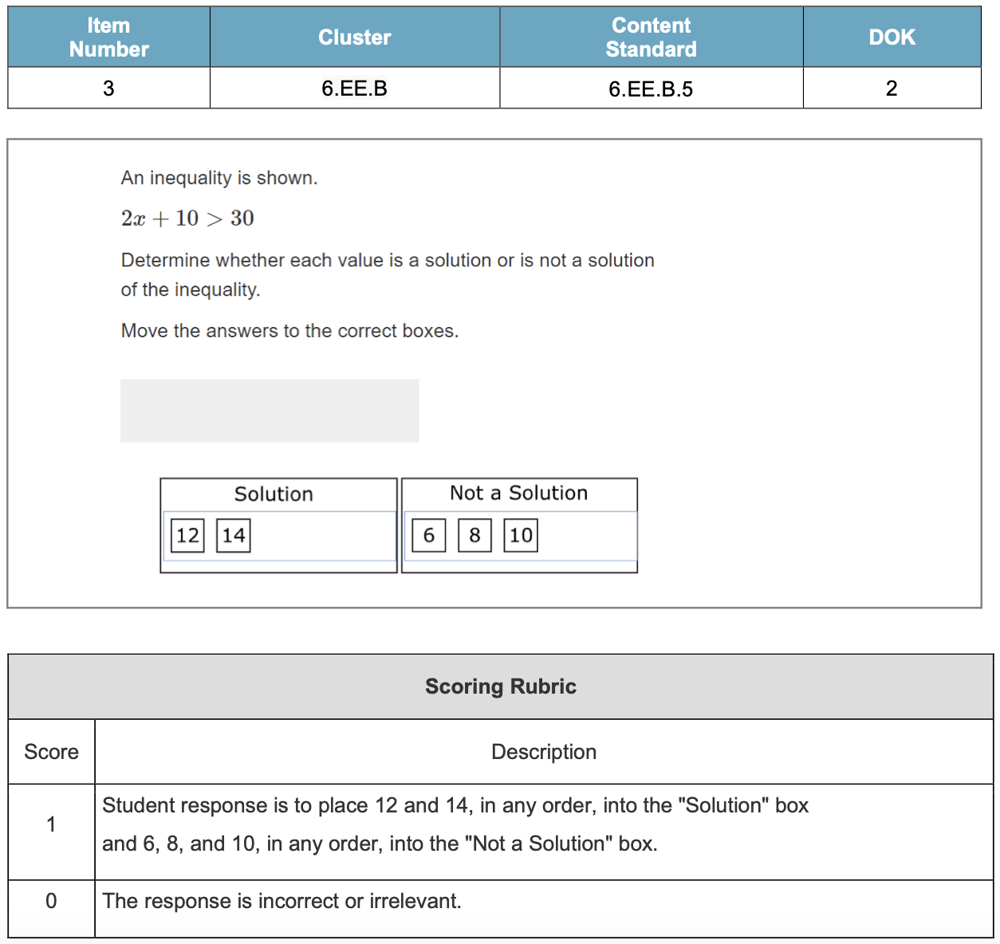 Item Number
Cluster
Content Standard
DOK
3
6.EE.B
6.EE.B.5
2
An inequality is shown.
2x + 10 > 30
Determine whether each value is a solution or is not a solution
of the inequality.
Move the answers to the correct boxes.
Solution
Not a Solution
12 14
6 8 10
Scoring Rubric
Score
Description
1
Student response is to place 12 and 14, in any order, into the "Solution" box
and 6, 8, and 10, in any order, into the "Not a Solution" box.
0
The response is incorrect or irrelevant.